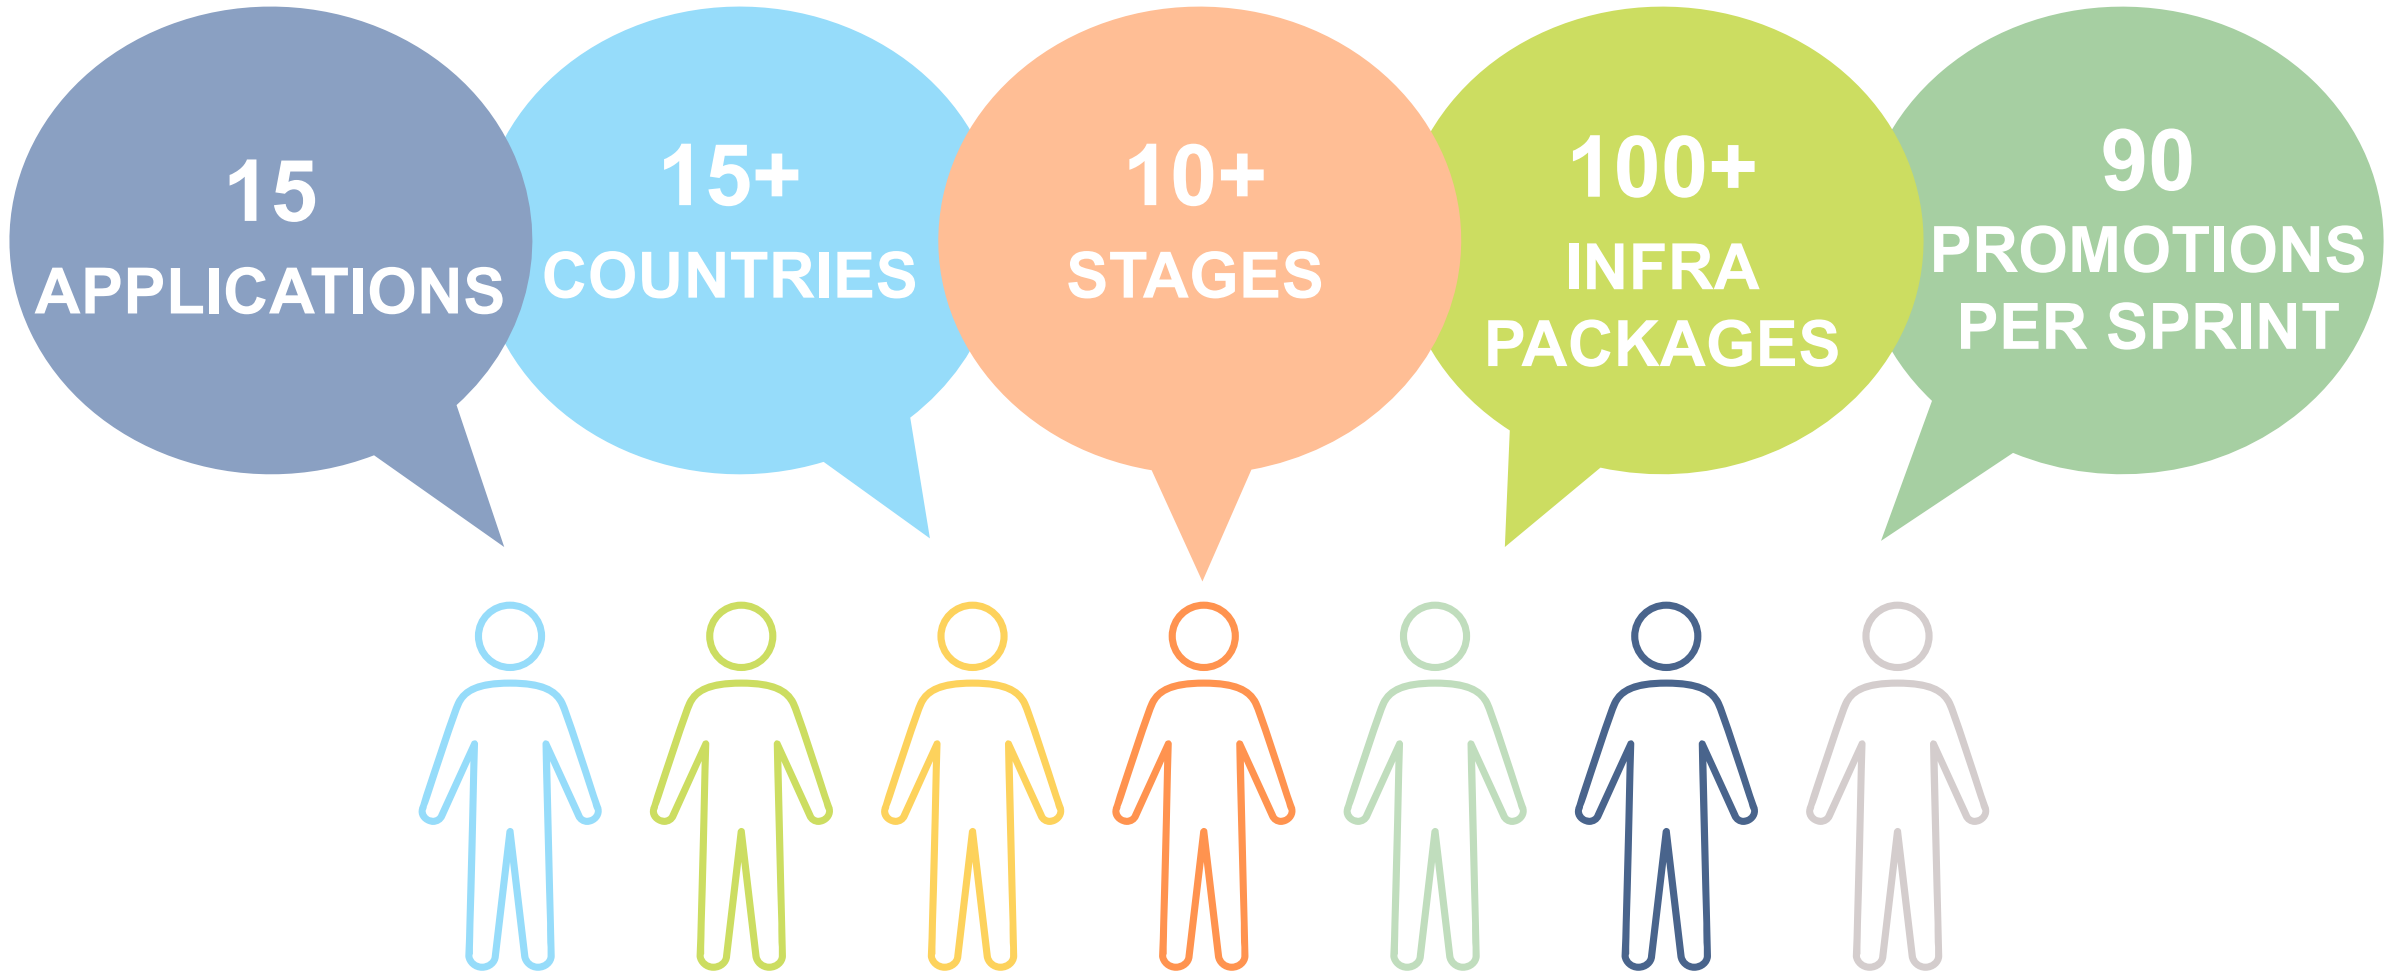 15
APPLICATIONS
15+
COUNTRIES
10+
STAGES
100+
INFRA
PACKAGES
90
PROMOTIONS
PER SPRINT